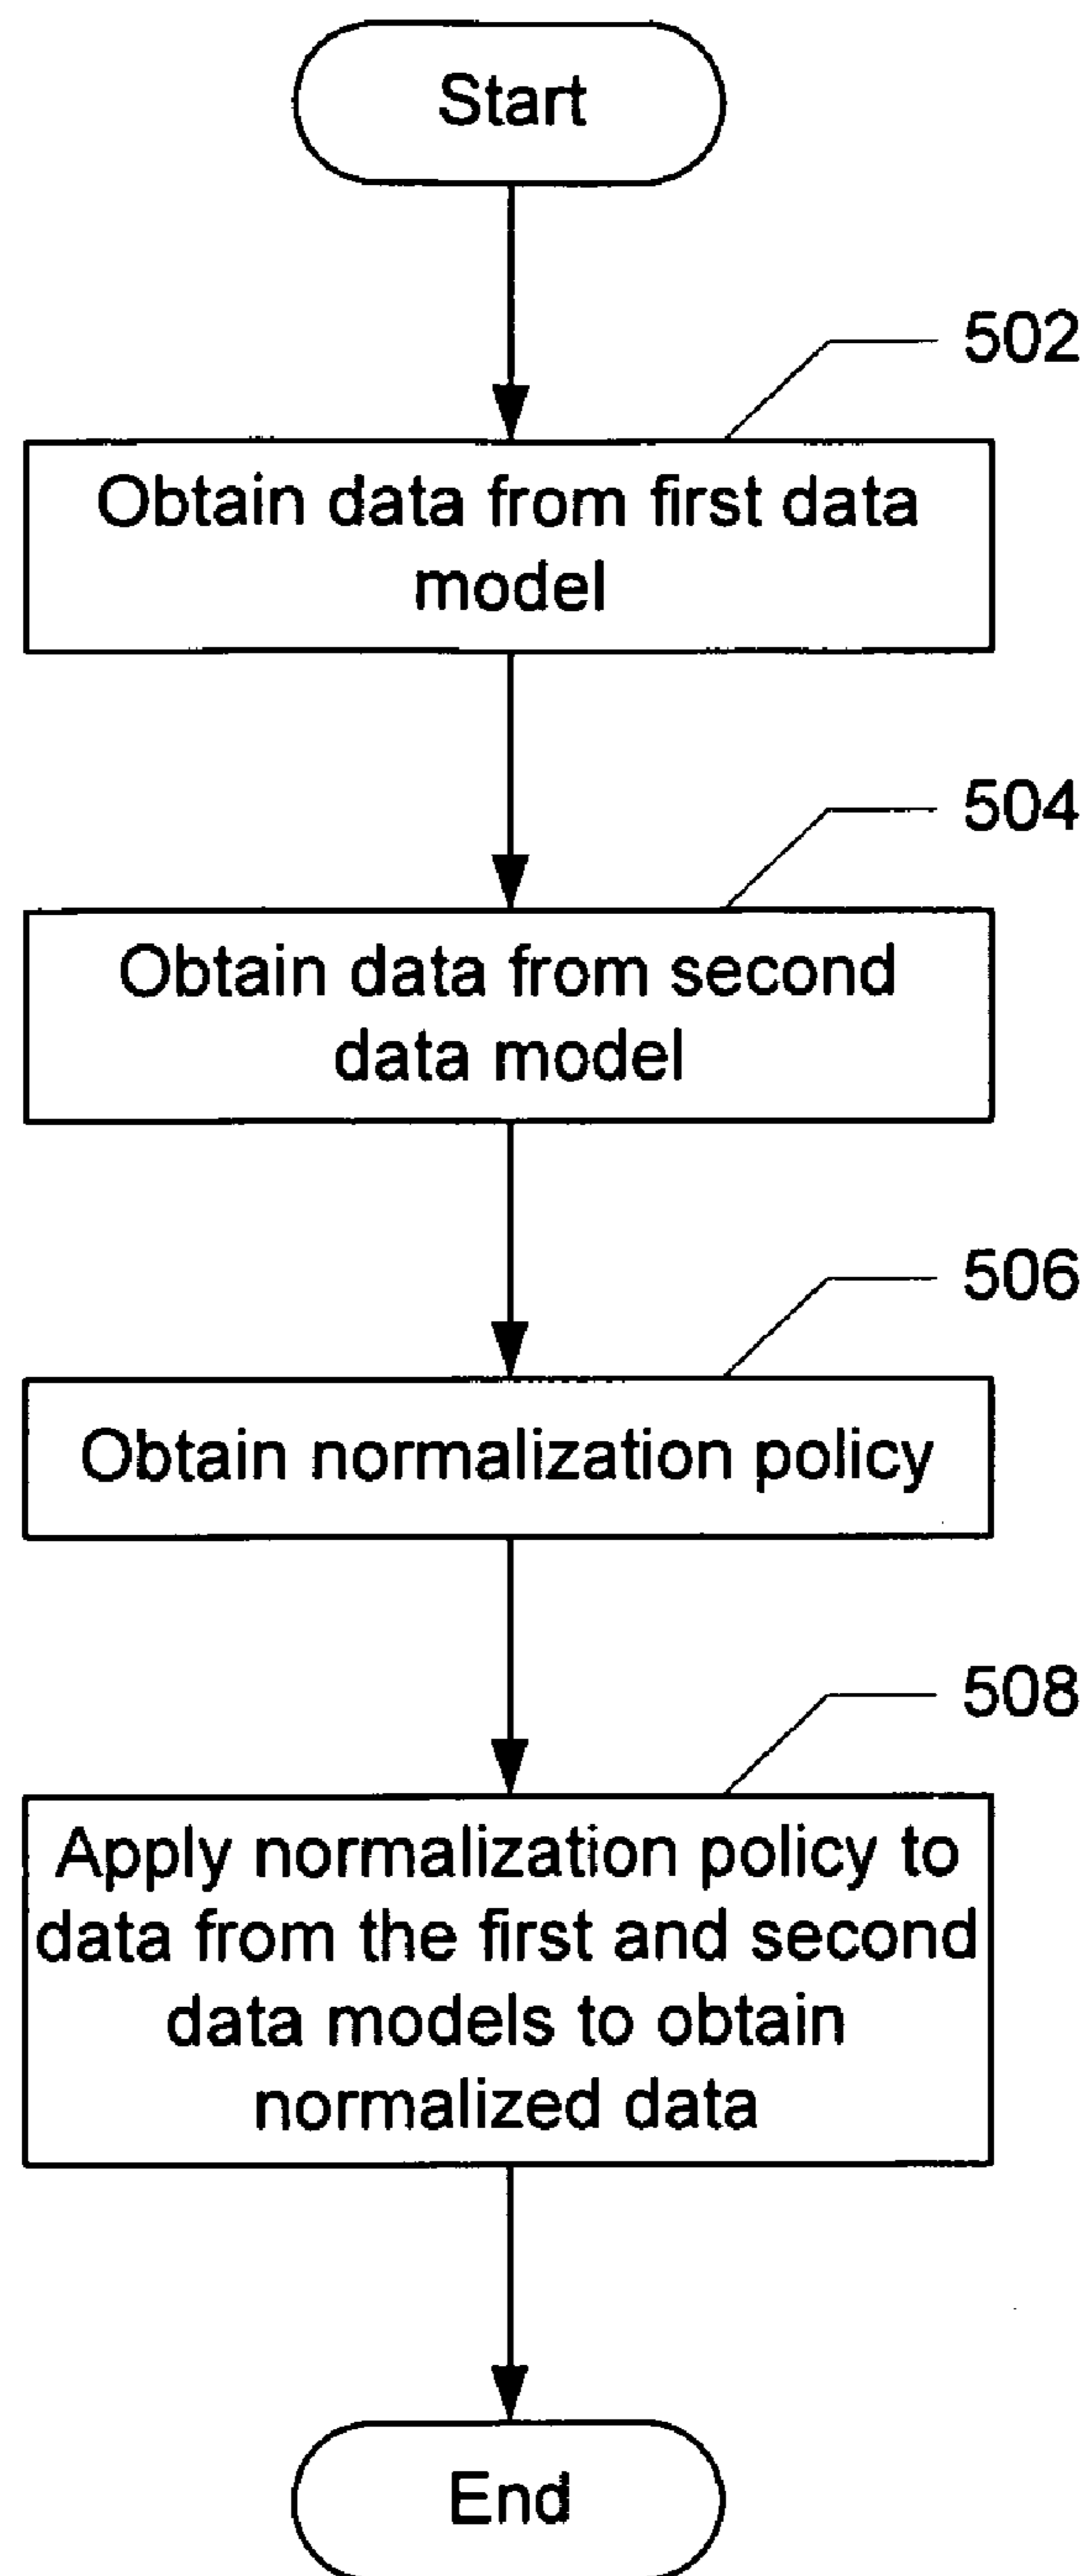 Start
502
Obtain data from first data
model
504
Obtain data from second
data model
506
Obtain normalization policy
508
Apply normalization policy to
data from the first and second
data models to obtain
normalized data
End